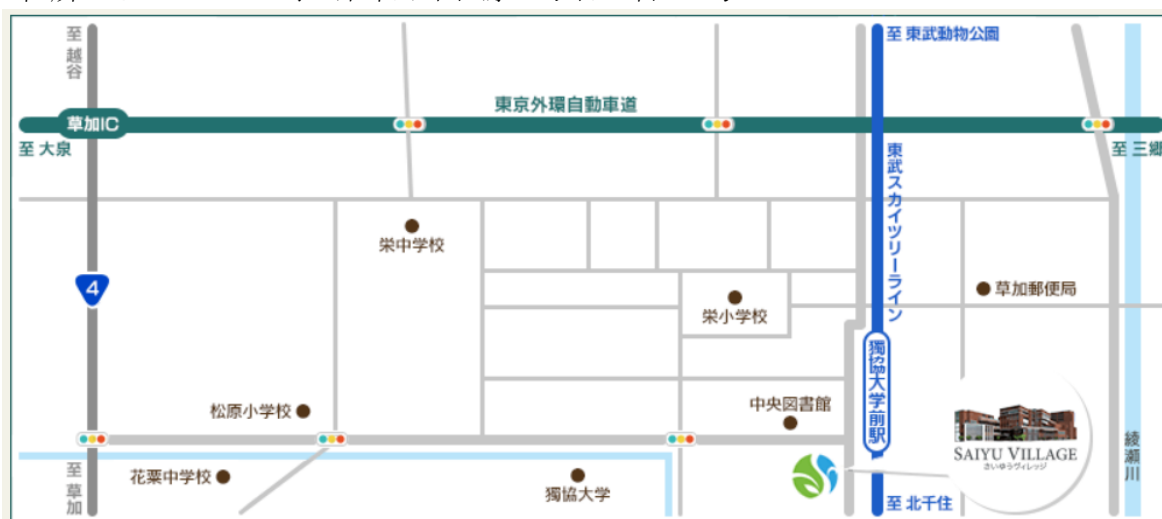 至 越谷
至 東武動物公園
東京外環自動車道
草加IC
至 大泉
至 三郷
東武スカイツリーライン
栄中学校
4
草加郵便局
栄小学校
獨協大学前駅
松原小学校
中央図書館
SAIYU VILLAGE
さいゆうヴィレッジ
綾瀬川
至 草加
花栗中学校
獨協大学
至 北千住